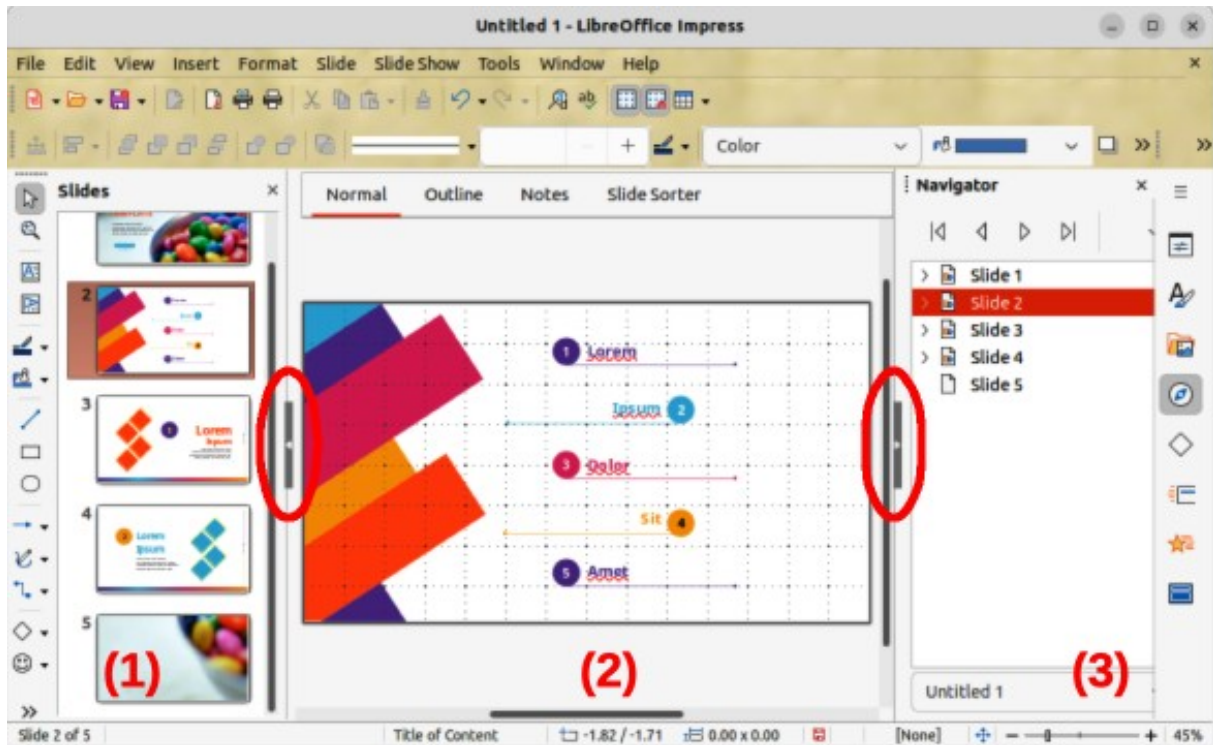 Untitled 1 - LibreOffice Impress
File Edit View Insert Format Slide Slide Show Tools Window Help
Color
Slides
Normal Outline Notes Slide Sorter
Navigator
Slide 1
Slide 2
Slide 3
Slide 4
Slide 5
2
3
1
Lorem
Ipsum
4
Lorem
Ipsum
5
1 Lorem
Ipsum 2
3 Dolor
Sit 4
5 Amet
(1)
(2)
(3)
Untitled 1
Slide 2 of 5
Title of Content
-1.82 / -1.71
0.00 x 0.00
[None]
45%